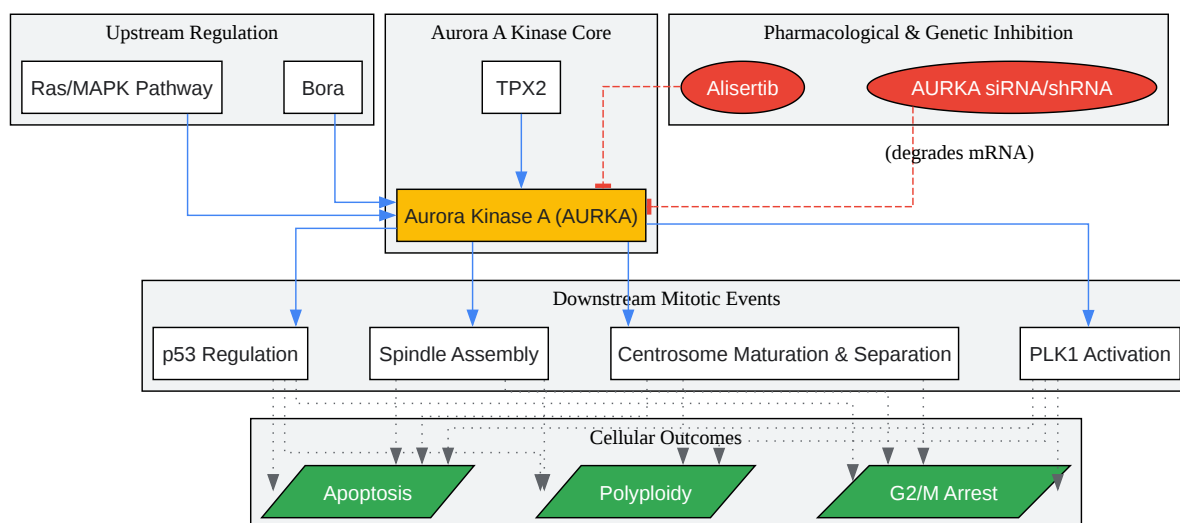 Upstream Regulation
Aurora A Kinase Core
Pharmacological & Genetic Inhibition
Ras/MAPK Pathway
Bora
TPX2
Alisertib
AURKA siRNA/shRNA
(degrades mRNA)
Aurora Kinase A (AURKA)
Downstream Mitotic Events
p53 Regulation
Spindle Assembly
Centrosome Maturation & Separation
PLK1 Activation
Cellular Outcomes
Apoptosis
Polyploidy
G2/M Arrest